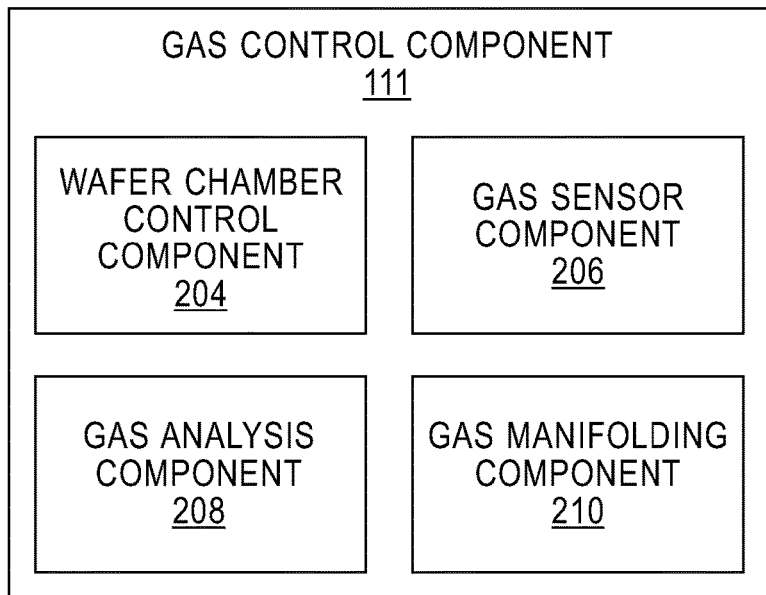 GAS CONTROL COMPONENT
111
WAFER CHAMBER
CONTROL
COMPONENT
204
GAS SENSOR
COMPONENT
206
GAS ANALYSIS
COMPONENT
208
GAS MANIFOLDING
COMPONENT
210